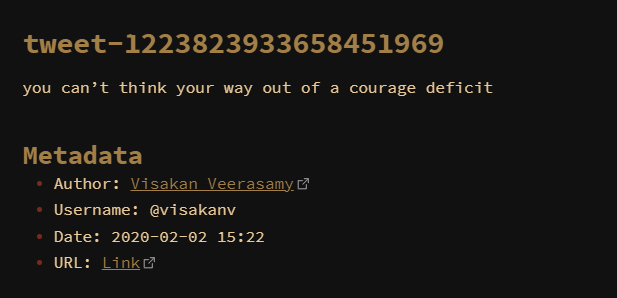 tweet-1223823933658451969
you can’t think your way out of a courage deficit
Metadata
• Author: Visakan Veerasamy
• Username: @visakanv
• Date: 2020-02-02 15:22
• URL: Link